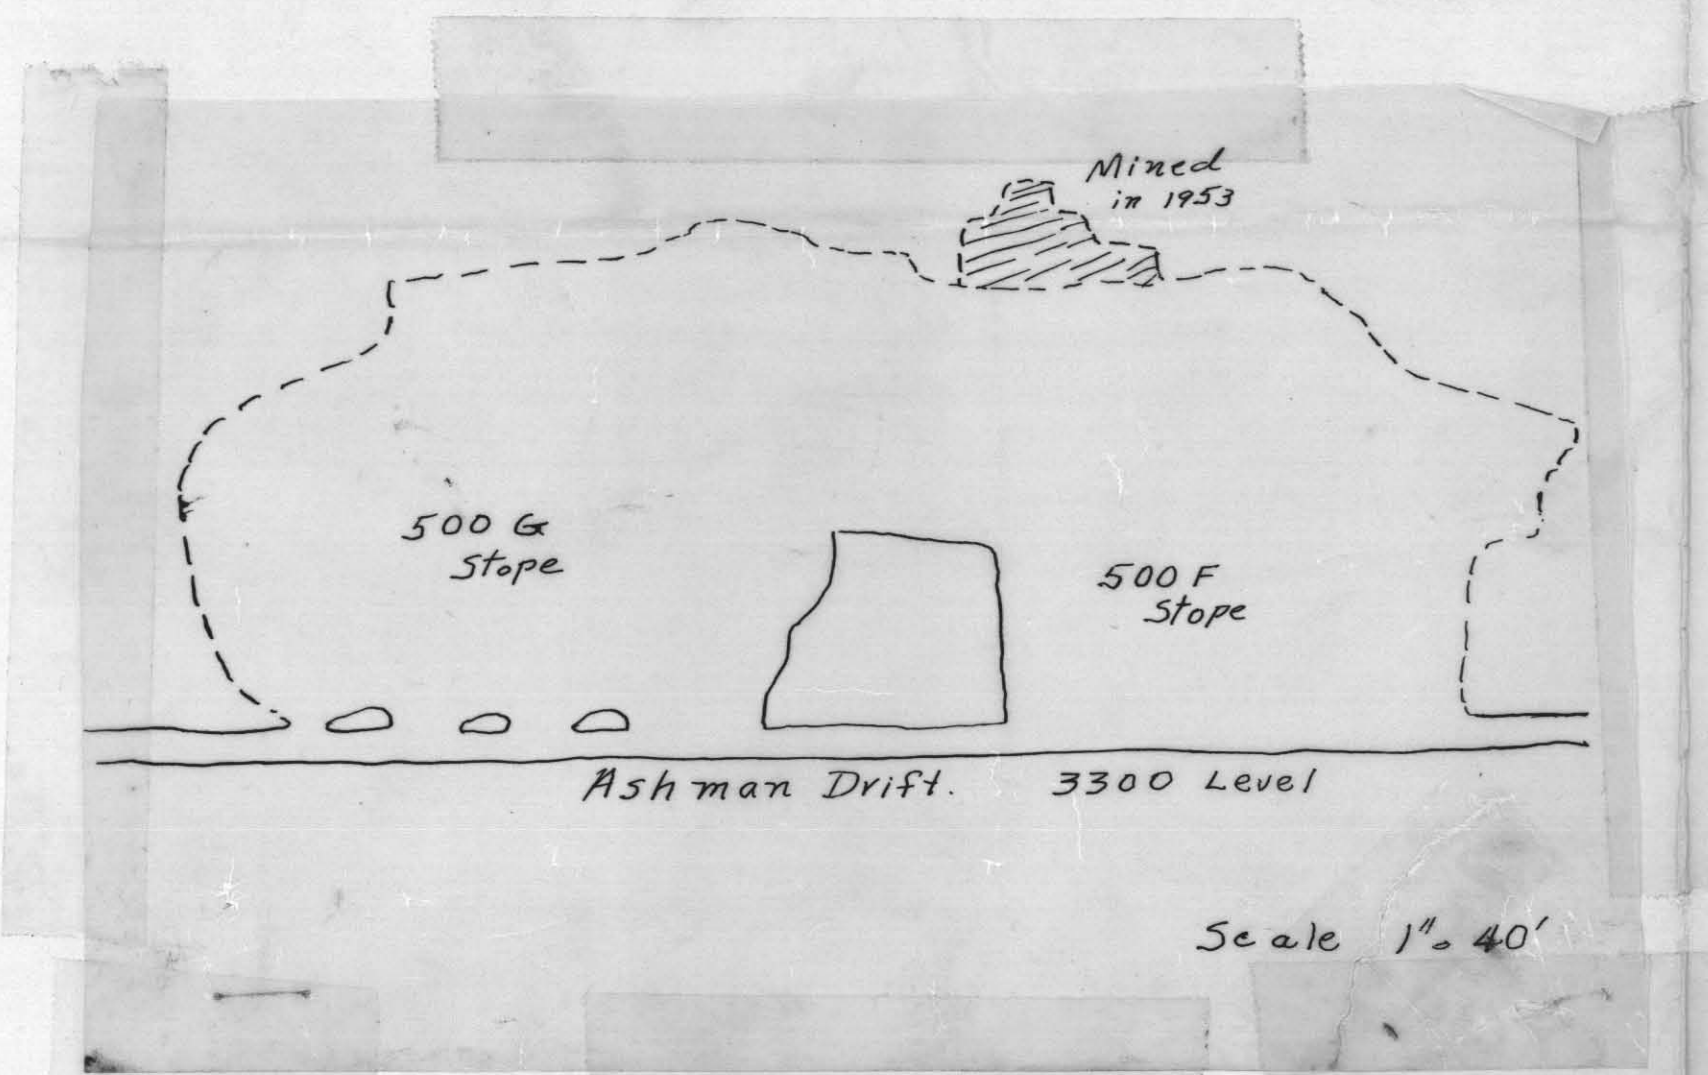 Mined
in 1953
500 G
Stope
500 F
Stope
Ashman Drift. 3300 Level
Scale 1" = 40'